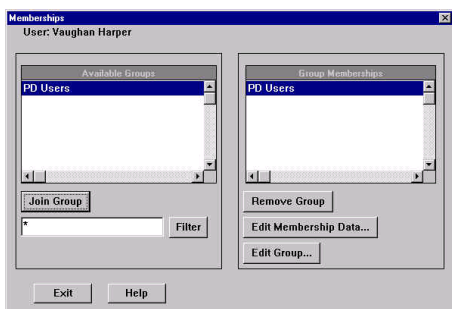 Memberships
User: Vaughan Harper
Available Groups
PD Users
Join Group
*
Filter
Group Memberships
PD Users
Remove Group
Edit Membership Data...
Edit Group...
Exit
Help